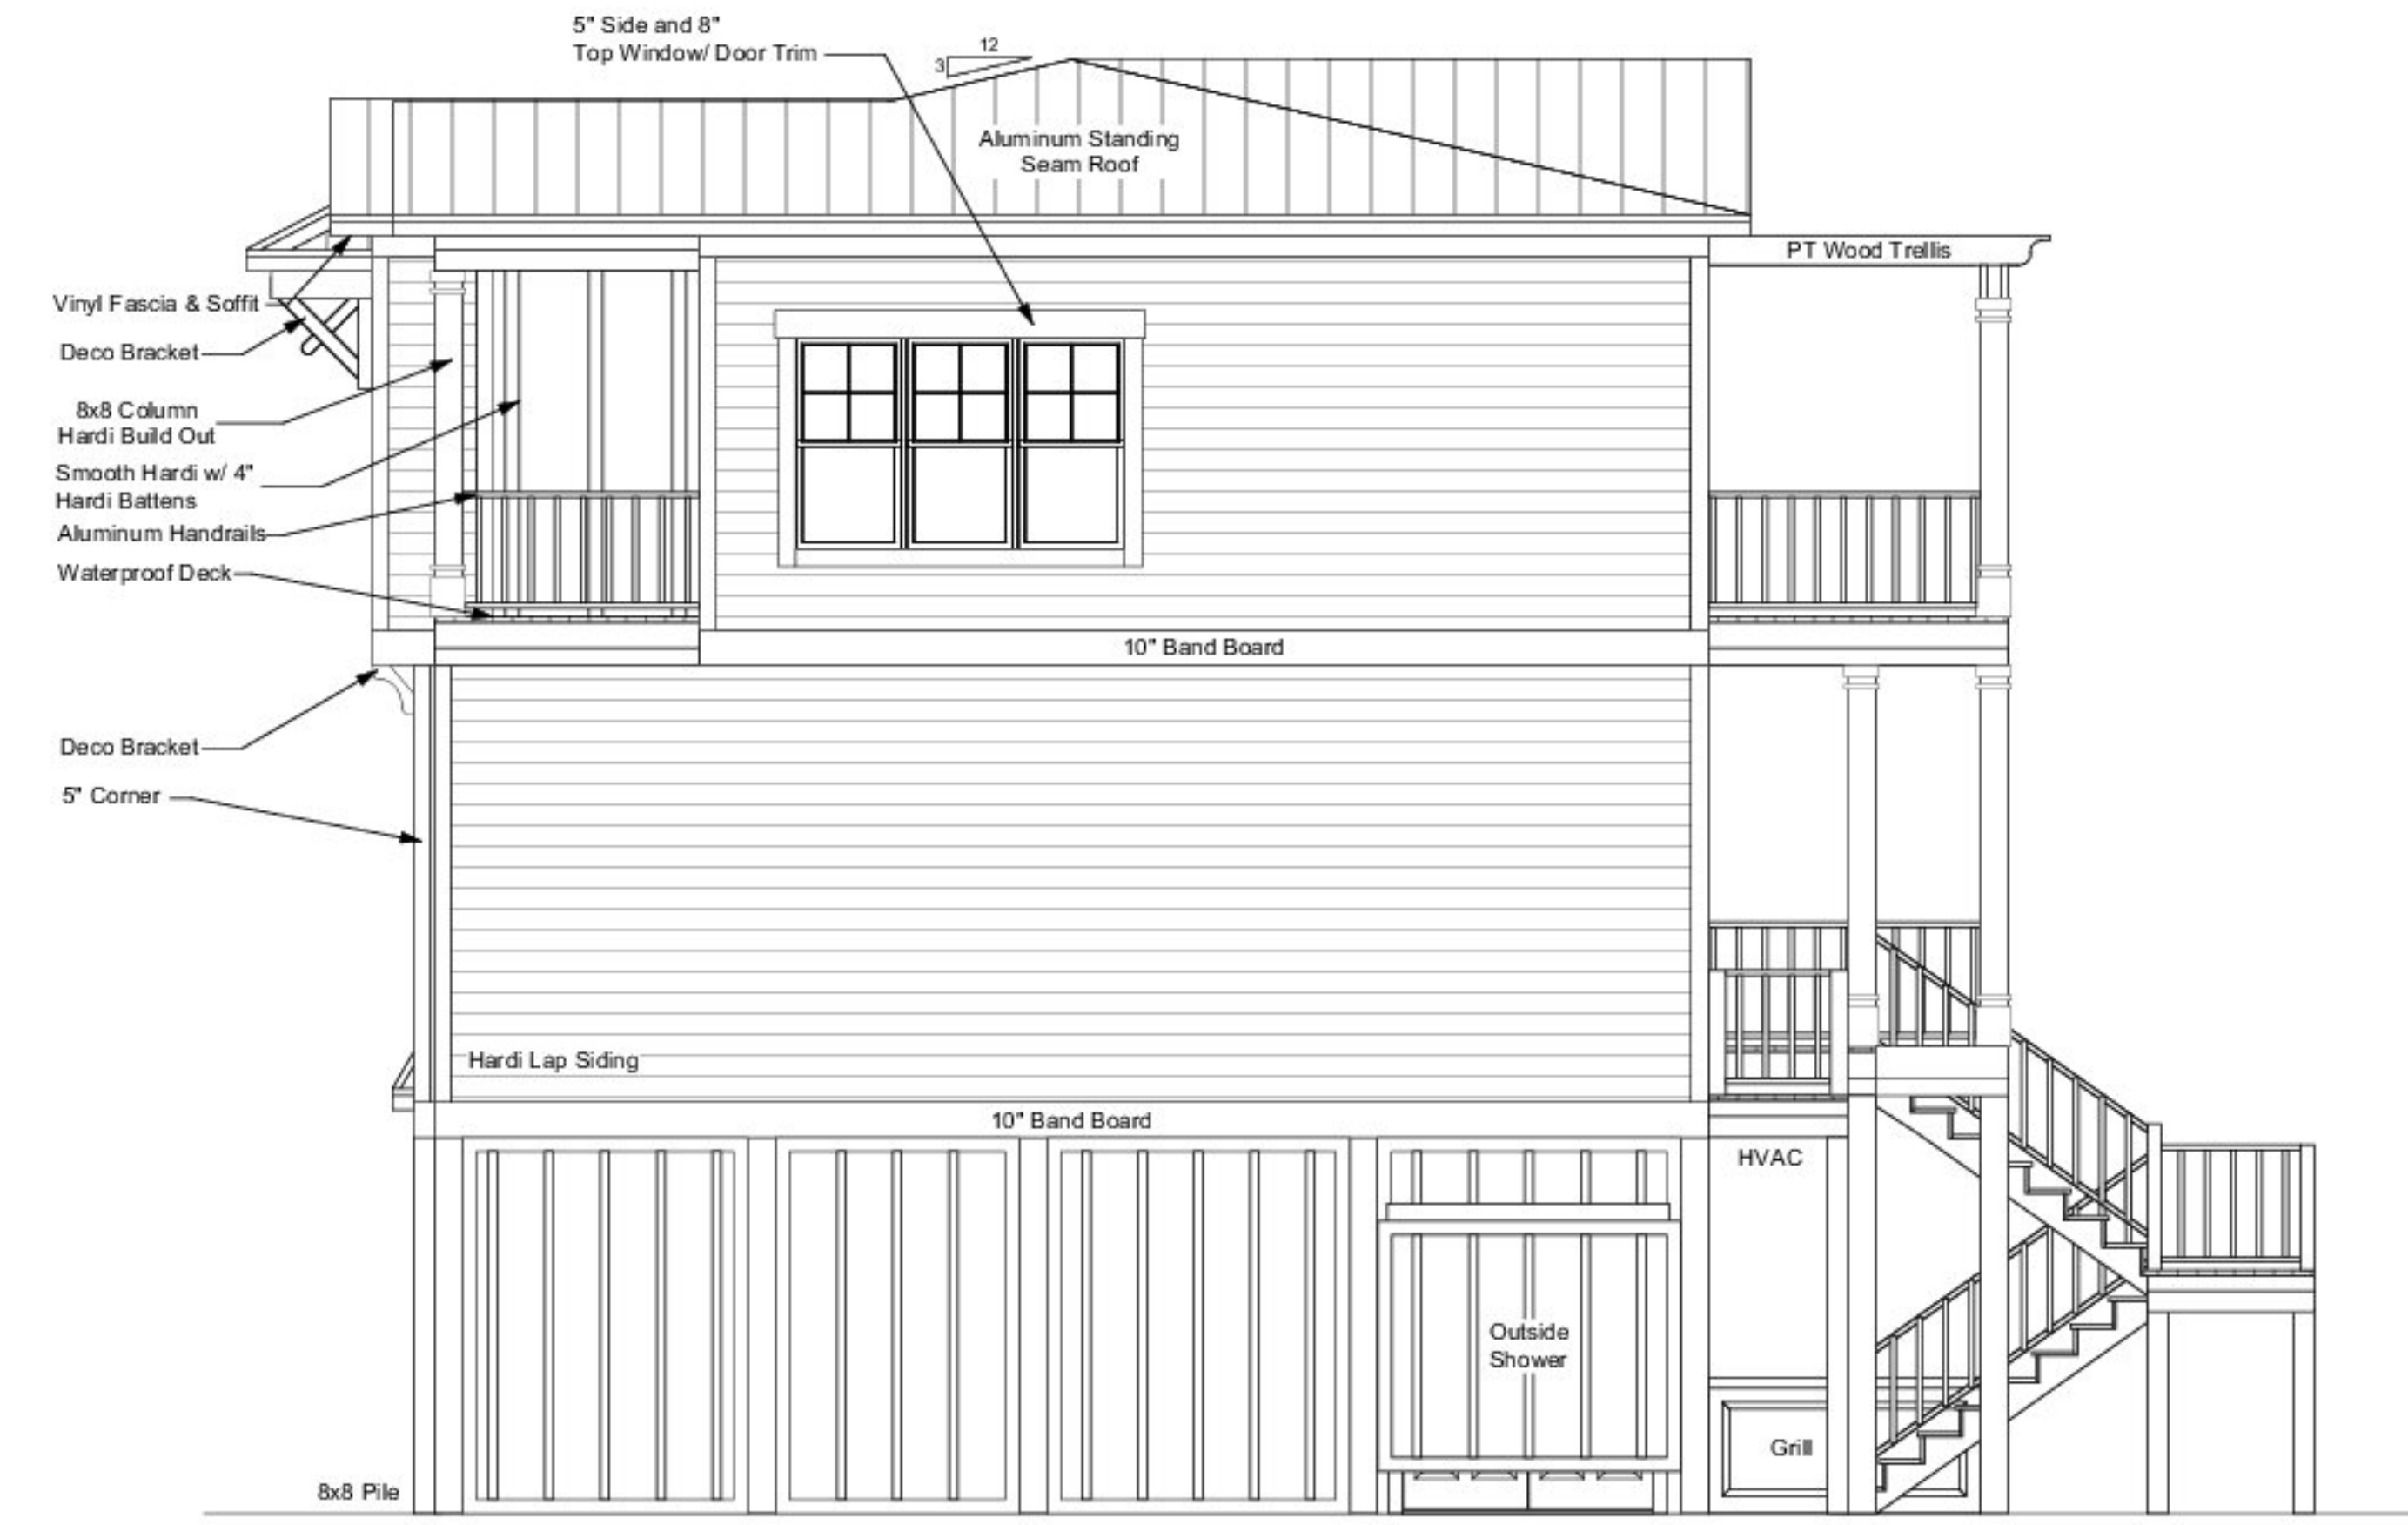 5" Side and 8"
Top Window/ Door Trim
12
3
Aluminum Standing
Seam Roof
PT Wood Trellis
Vinyl Fascia & Soffit
Deco Bracket
8x8 Column
Hardi Build Out
Smooth Hardi w/ 4"
Hardi Battens
Aluminum Handrails
Waterproof Deck
10" Band Board
Deco Bracket
5" Corner
Hardi Lap Siding
10" Band Board
HVAC
Outside
Shower
Grill
8x8 Pile